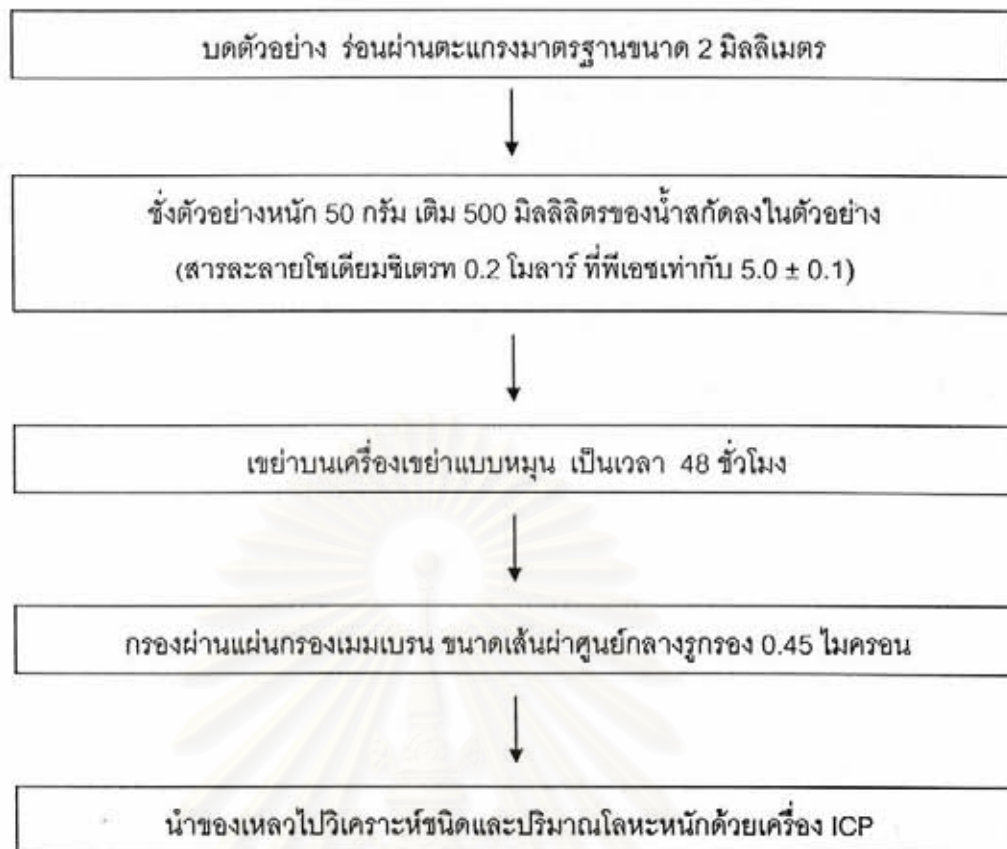 บดตัวอย่าง ร่อนผ่านตะแกรงมาตรฐานขนาด 2 มิลลิเมตร
ชั่งตัวอย่างหนัก 50 กรัม เติม 500 มิลลิลิตรของน้ำสกัดลงในตัวอย่าง
(สารละลายโซเดียมซิเตรท 0.2 โมลาร์ ที่พีเอชเท่ากับ 5.0 ± 0.1)
เขย่าบนเครื่องเขย่าแบบหมุน เป็นเวลา 48 ชั่วโมง
กรองผ่านแผ่นกรองเมมเบรน ขนาดเส้นผ่าศูนย์กลางรูกรอง 0.45 ไมครอน
นำของเหลวไปวิเคราะห์ชนิดและปริมาณโลหะหนักด้วยเครื่อง ICP